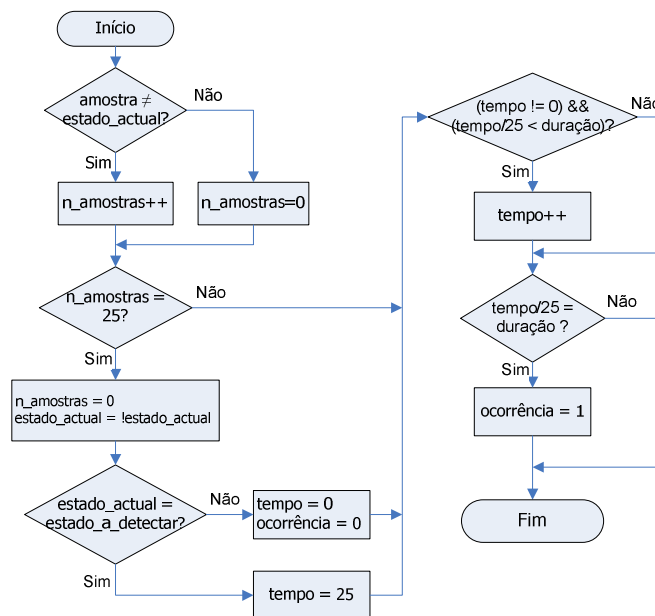 Início
amostra ≠
estado_actual?
Não
Sim
n_amostras++
n_amostras=0
n_amostras =
25?
Não
Sim
n_amostras = 0
estado_actual = !estado_actual
estado_actual =
estado_a_detectar?
Não
tempo = 0
ocorrência = 0
Sim
tempo = 25
(tempo != 0) &&
(tempo/25 < duração)?
Não
Sim
tempo++
tempo/25 =
duração ?
Não
Sim
ocorrência = 1
Fim